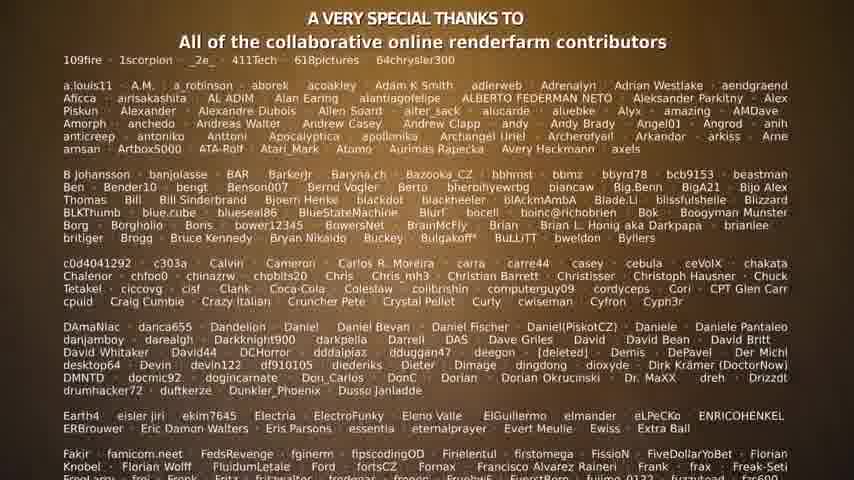 A VERY SPECIAL THANKS TO
All of the collaborative online renderfarm contributors
109fire · 1scorpion · _2e_ · 411Tech · 618pictures · 64chrysler300
a.louis11 · A.M. · a_robinson · aborek · acoakley · Adam K Smith · adlerweb · Adrenalyn · Adrian Westlake · aendgraend
Aficca · airisakashita · AL ADIM · Alan Earing · alantiagofelipe · ALBERTO FEDERMAN NETO · Aleksander Parkitny · Alex
Piskun · Alexander · Alexandre Dubois · Allen Sgant · alter_sack · alucarde · aluebke · Alyx · amazing · AMDave
Amorph · anchedo · Andreas Walter · Andrew Casey · Andrew Clapp · andy · Andy Brady · Angel01 · Angrod · anih
anticreep · antoniko · Anttoni · Apocalyptica · apollonika · Archangel Uriel · Archerofyail · Arkandor · arkiss · Arne
arnsan · Artbox5000 · ATA-Rolf · Atari_Mark · Atomo · Aurimas Rapecka · Avery Hackmann · axels
B Johansson · banjolasse · BAR · BarkerJr · Baryna.ch · Bazooka_CZ · bbhmst · bbmz · bbyrd78 · bcb9153 · beastman
Ben · Bender10 · bengt · Benson007 · Bernd Vogler · Berto · biancaw · Big.Benn · BigA21 · Bijo Alex
Thomas · Bill · Bill Sinderbrand · Bjoern Henke · blackdot · Blackheeler · blAckmAmbA · Blade.Li · blissfulshelle · Blizzard
BLKThumb · blue.cube · blueseal86 · BlueStateMachine · Blurf · bocell · boinc@richobrien · Bok · Boogyman Munster
Borg · Borgholio · Boris · bower12345 · BowersNet · BrainMcFly · Brian · Brian L. Honig aka Darkpapa · brianlee
britiger · Brogg · Bruce Kennedy · Bryan Nikaido · Buckey · Bulgakoff* · BuLLiTT · bweldon · Byllers
c0d4041292 · c303a · Calvin · Cameron · Carlos R. Moreira · carra · carre44 · casey · cebula · ceVolX · chakata
Chalenor · chfoo0 · chinazrw · chobits20 · Chris · Chris_mh3 · Christian Barrett · Christisser · Christoph Hausner · Chuck
Tetakel · ciccovg · cisf · Clank · Coca-Cola · Coleslaw · colibrishin · computerguy09 · cordyceps · Cori · CPT Glen Carr
cpuid · Craig Cumbie · Crazy Italian · Cruncher Pete · Crystal Pellet · Curly · cwiseman · Cyfron · Cyph3r
DAmaNiac · danca655 · Dandelion · Daniel · Daniel Bevan · Daniel Fischer · Daniel(PiskotCZ) · Daniele · Daniele Pantaleo
danjamboy · darealgh · Darkknight900 · darkpella · Darrell · DAS · Dave Griles · David · David Bean · David Britt
David Whitaker · David44 · DCHorror · dddaipiaz · dduggan47 · deegon · [deleted] · Demis · DePavel · Der Michl
desktop64 · Devin · devin122 · df910105 · diederiks · Dieter · Dimage · dingdong · dioxyde · Dirk Krämer (DoctorNow)
DMNTD · docmic92 · dogincarnate · Don_Carlos · DonC · Dorian · Dorian Okrucinski · Dr. MaXX · dreh · Drizzdt
drumhacker72 · duftkerze · Dunkler_Phoenix · Dusso Janladde
Earth4 · eisler jiri · ekim7645 · Electria · ElectroFunky · Eleno Valle · ElGuillermo · elmander · eLPeCKo · ENRICOHENKEL
ERBrouwer · Eric Damon Walters · Eris Parsons · essentia · eternalprayer · Evert Meulie · Ewiss · Extra Ball
Fakir · famicom.neet · FedsRevenge · fginerm · fipscodingOD · Firielentul · firstomega · FissioN · FiveDollarYoBet · Florian
Knobel · Florian Wolff · FluidumLetale · Ford · fortsCZ · Fornax · Francisco Alvarez Raineri · Frank · frax · Freak-Seti